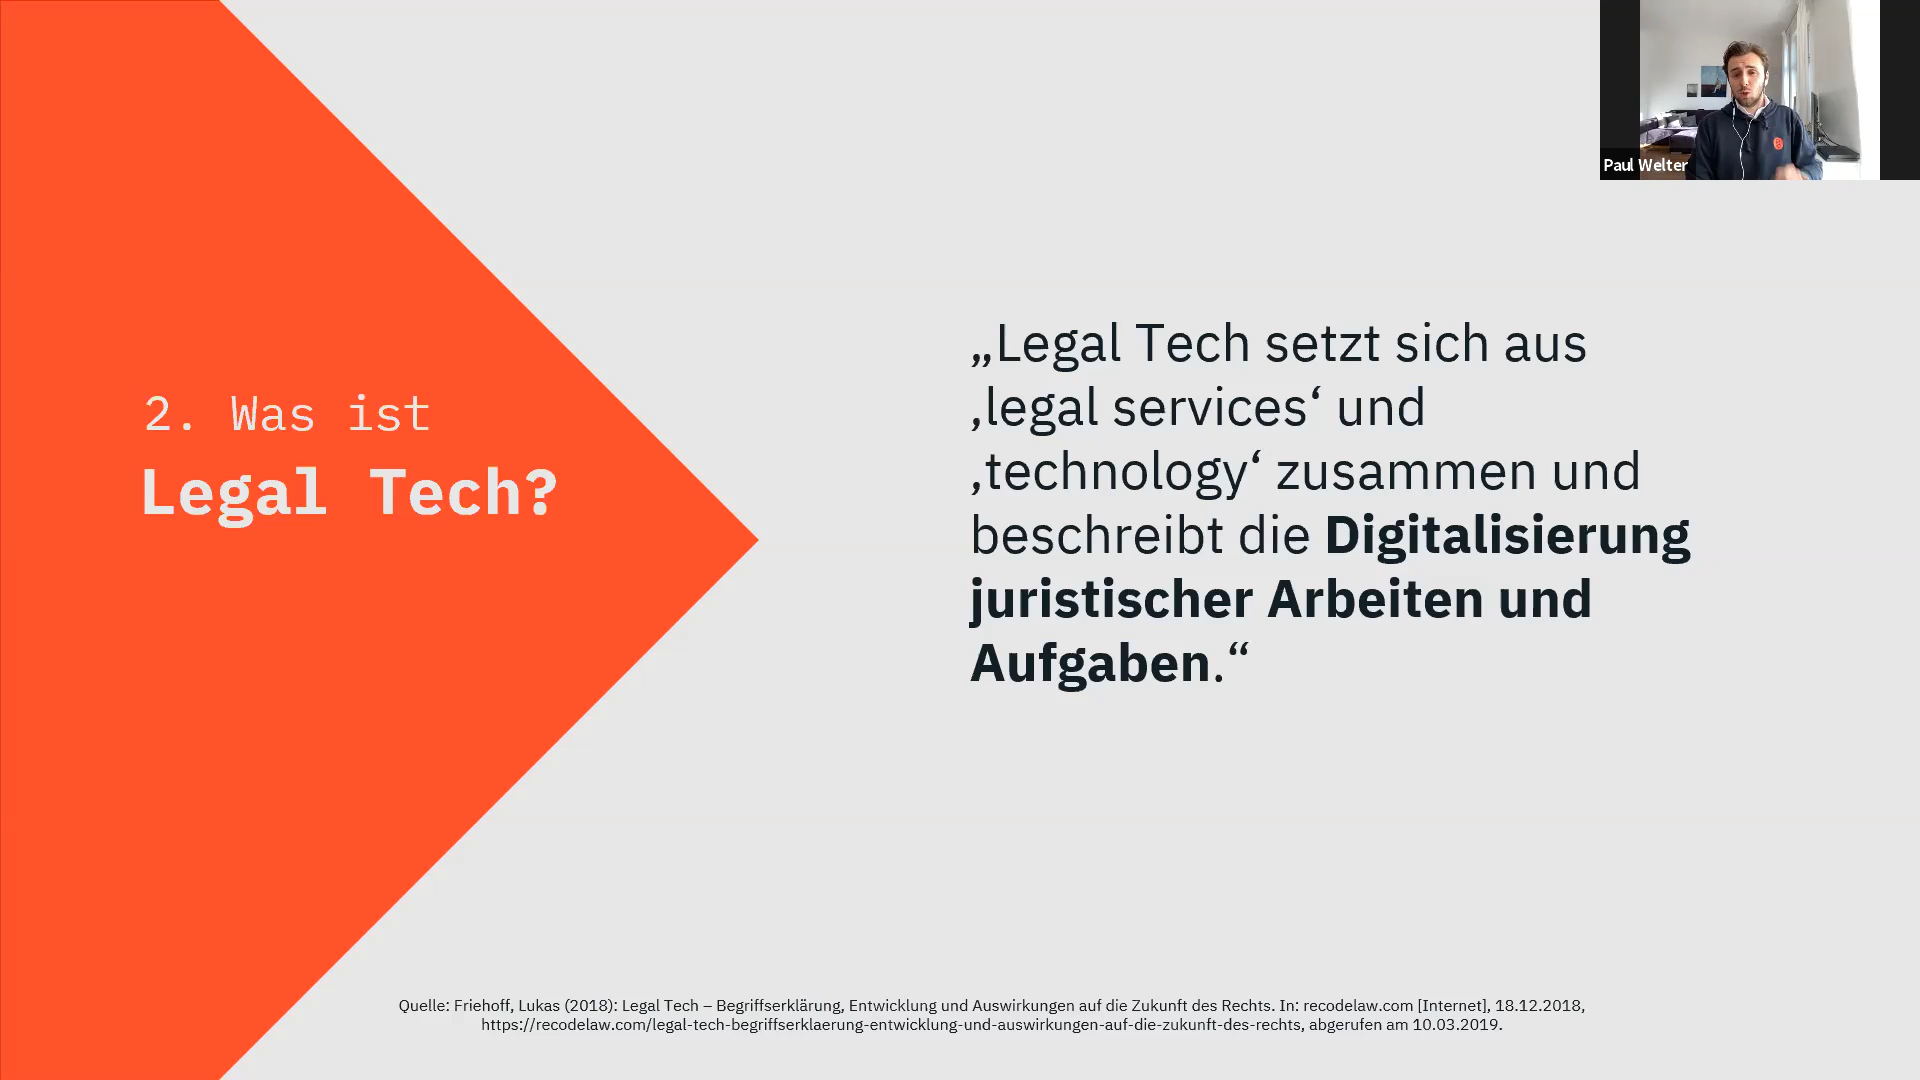 Paul Welter
2. Was ist
Legal Tech?
„Legal Tech setzt sich aus
‚legal services‘ und
‚technology‘ zusammen und
beschreibt die Digitalisierung
juristischer Arbeiten und
Aufgaben.“
Quelle: Friehoff, Lukas (2018): Legal Tech – Begriffserklärung, Entwicklung und Auswirkungen auf die Zukunft des Rechts. In: recodelaw.com [Internet], 18.12.2018,
https://recodelaw.com/legal-tech-begriffserklaerung-entwicklung-und-auswirkungen-auf-die-zukunft-des-rechts, abgerufen am 10.03.2019.